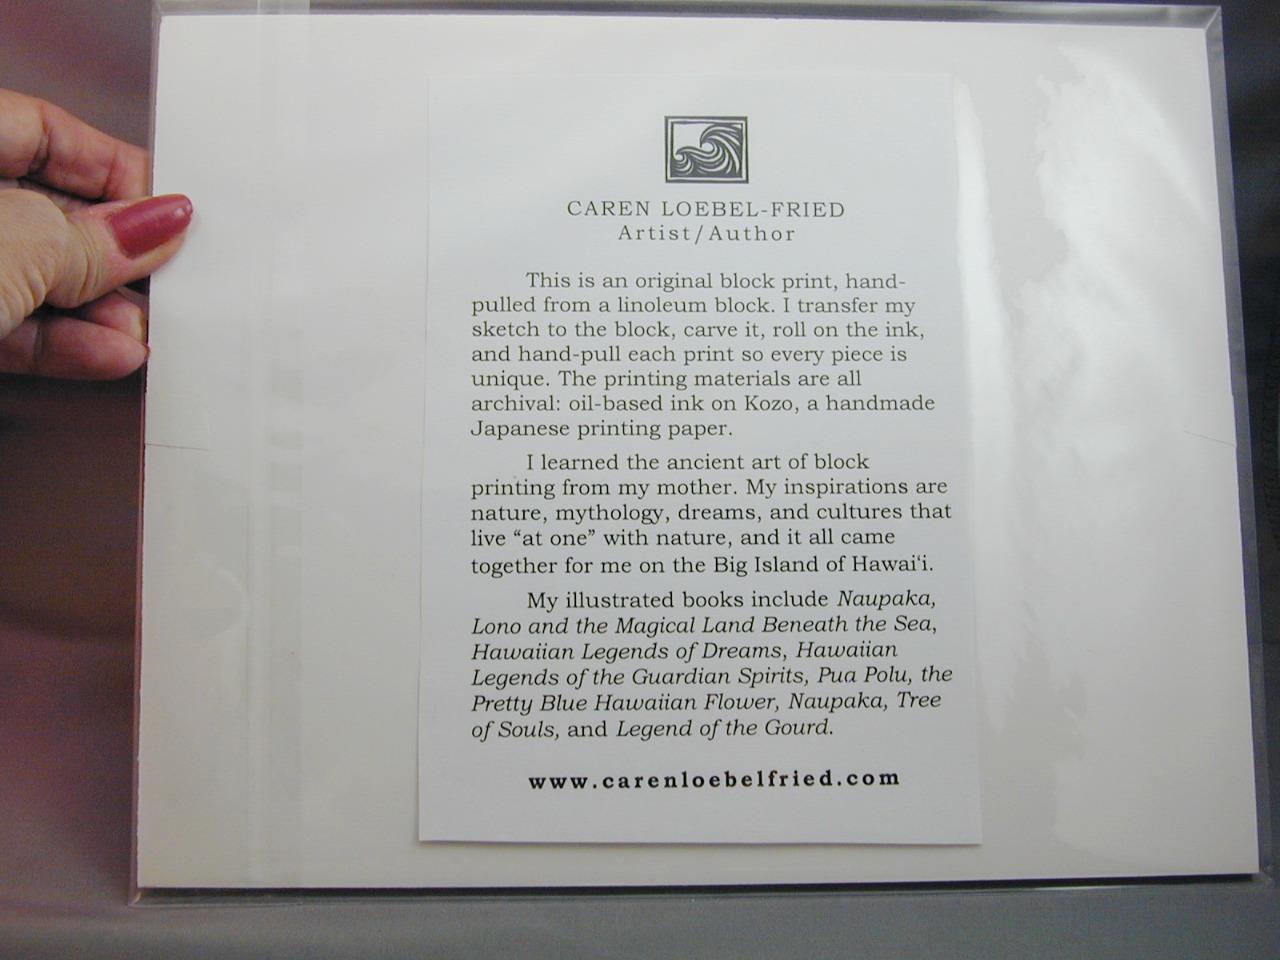 CAREN LOEBEL-FRIED
Artist/Author
This is an original block print, hand-
pulled from a linoleum block. I transfer my
sketch to the block, carve it, roll on the ink,
and hand-pull each print so every piece is
unique. The printing materials are all
archival: oil-based ink on Kozo, a handmade
Japanese printing paper.
I learned the ancient art of block
printing from my mother. My inspirations are
nature, mythology, dreams, and cultures that
live “at one” with nature, and it all came
together for me on the Big Island of Hawai‘i.
My illustrated books include Naupaka,
Lono and the Magical Land Beneath the Sea,
Hawaiian Legends of Dreams, Hawaiian
Legends of the Guardian Spirits, Pua Polu, the
Pretty Blue Hawaiian Flower, Naupaka, Tree
of Souls, and Legend of the Gourd.
www.carenloebelfried.com